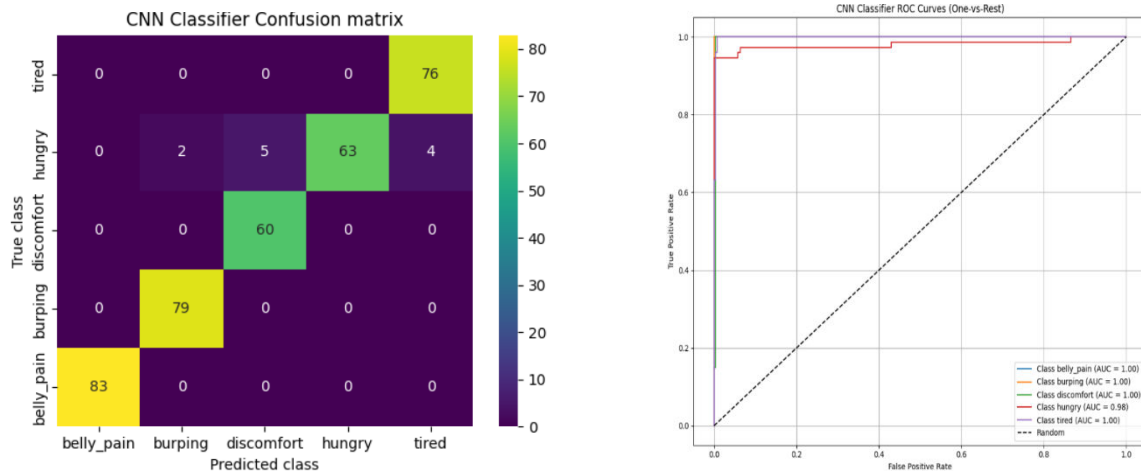 CNN Classifier Confusion matrix
True class
tired
hungry
discomfort
burping
belly_pain
0 0 0 0 76
0 2 5 63 4
0 0 60 0 0
0 79 0 0 0
83 0 0 0 0
belly_pain burping discomfort hungry tired
Predicted class
80
70
60
50
40
30
20
10
0
CNN Classifier ROC Curves (One-vs-Rest)
True Positive Rate
1.0
0.8
0.6
0.4
0.2
0.0
Class belly_pain (AUC = 1.00)
Class burping (AUC = 1.00)
Class discomfort (AUC = 1.00)
Class hungry (AUC = 0.98)
Class tired (AUC = 1.00)
Random
0.0 0.2 0.4 0.6 0.8 1.0
False Positive Rate